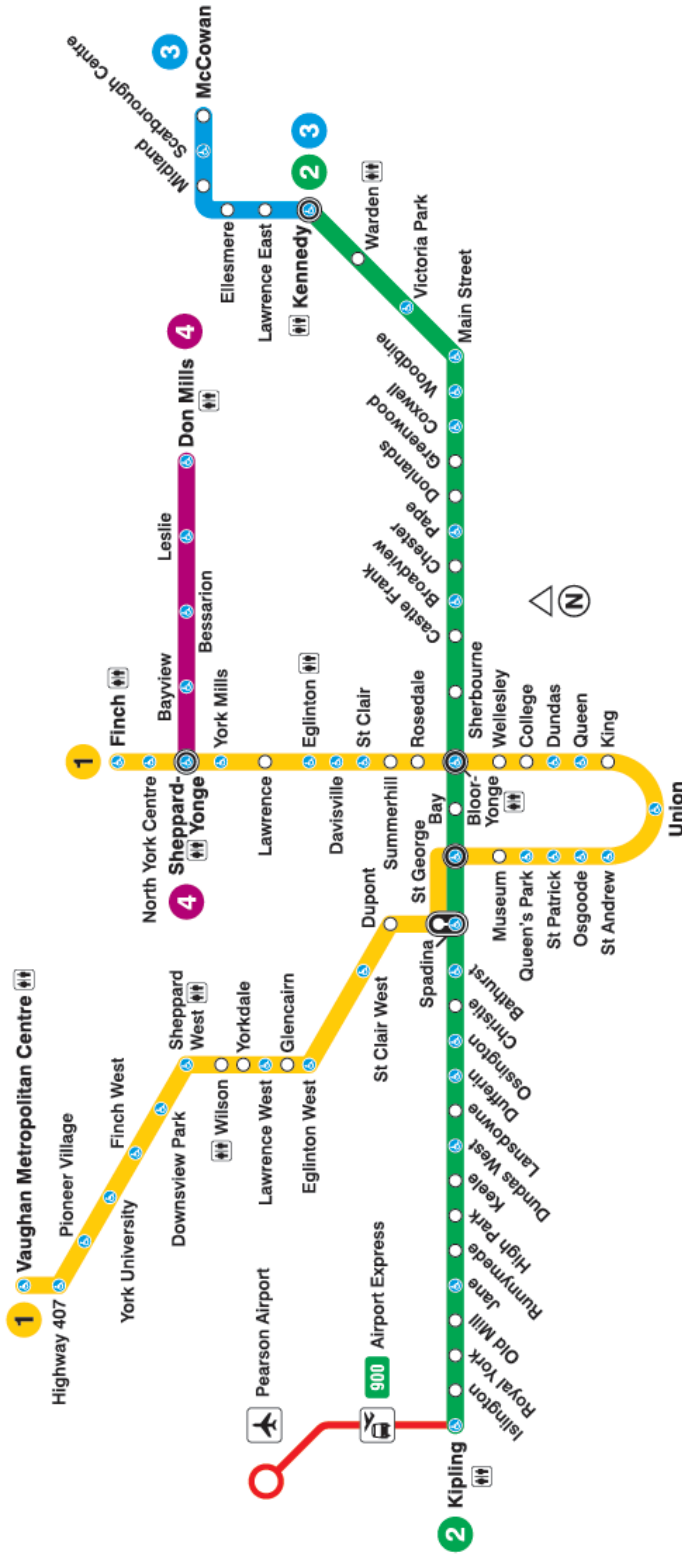 1
Vaughan Metropolitan Centre
Highway 407
Pioneer Village
York University
Finch West
Downsview Park
Sheppard
West
Wilson
Yorkdale
Lawrence West
Glencairn
Eglinton West
St Clair West
Dupont
Spadina
St George
Museum
Queen's Park
St Patrick
Osgoode
St Andrew
Union
King
Queen
Dundas
College
Wellesley
Bloor-
Yonge
Rosedale
Summerhill
St Clair
Davisville
Eglinton
Lawrence
York Mills
Sheppard-
Yonge
North York Centre
Finch
1
4
Bayview
Bessarion
Leslie
Don Mills
4
Pearson Airport
900
Airport Express
2
Kipling
Islington
Royal York
Old Mill
Jane
Runnymede
High Park
Keele
Dundas West
Lansdowne
Dufferin
Ossington
Christie
Bathurst
Bay
Sherbourne
Castle Frank
Broadview
Chester
Pape
Donlands
Greenwood
Coxwell
Woodbine
Main Street
Victoria Park
Warden
Kennedy
2
3
Lawrence East
Ellesmere
Midland
Scarborough Centre
McCowan
3
N